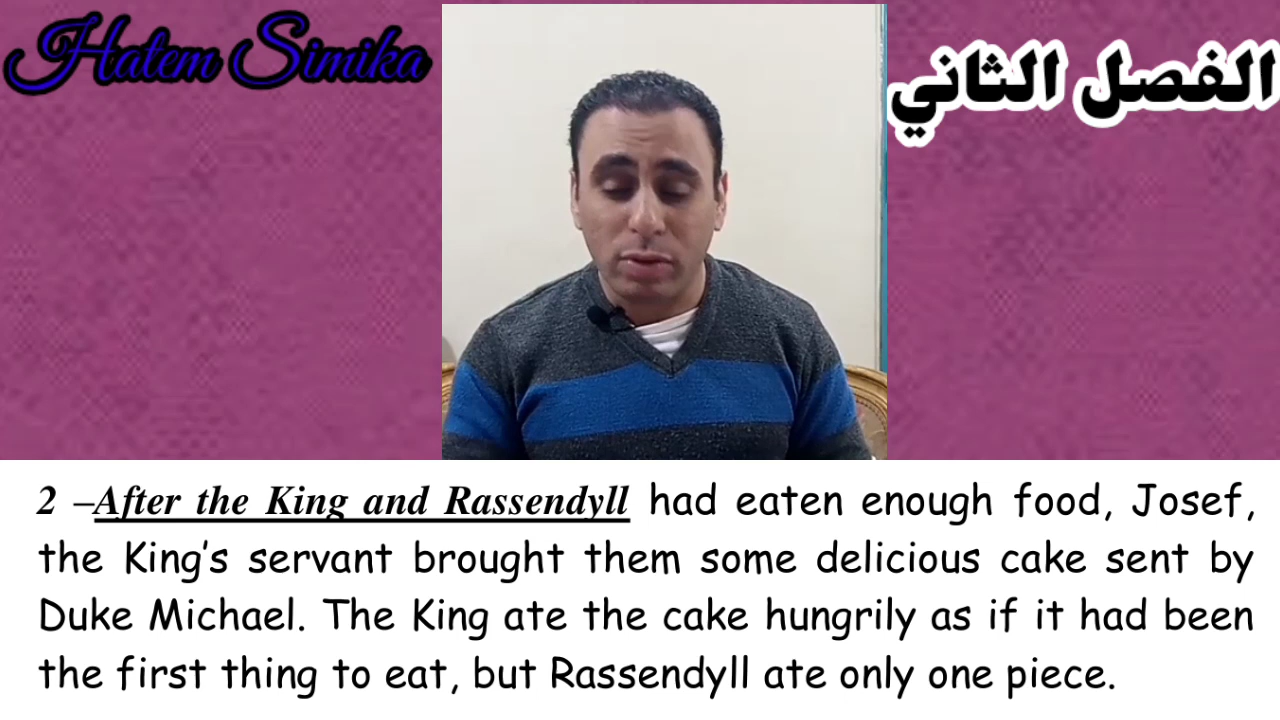 Hatem Simika
الفصل الثاني
2 –After the King and Rassendyll had eaten enough food, Josef,
the King's servant brought them some delicious cake sent by
Duke Michael. The King ate the cake hungrily as if it had been
the first thing to eat, but Rassendyll ate only one piece.